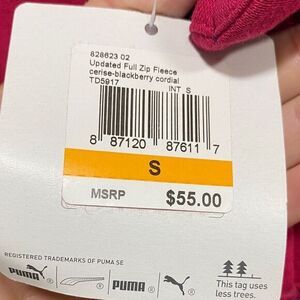 828623 02
Updated Full Zip Fleece
cerise-blackberry cordial
TD5917
INT S
8 87120 87611 7
S
MSRP $55.00
REGISTERED TRADEMARKS OF PUMA SE
PUMA PUMA
This tag uses
less trees.